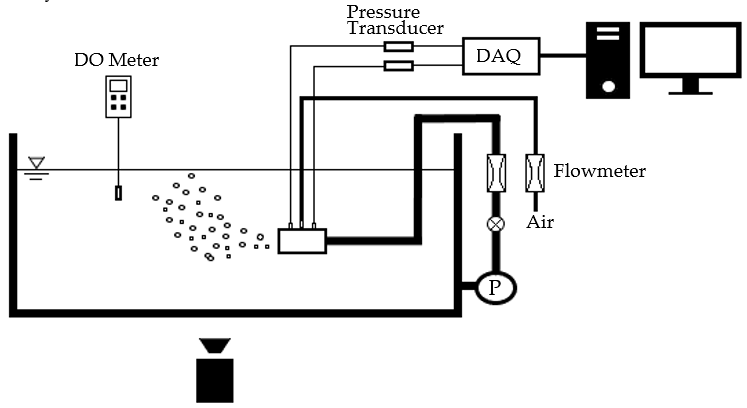 Pressure
Transducer
DAQ
DO Meter
Flowmeter
Air
P